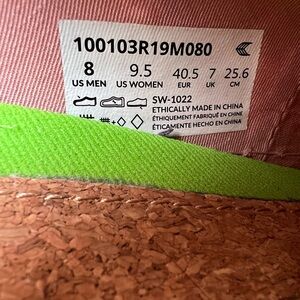 100103R19M080
8 9.5 40.5 7 25.6
US MEN US WOMEN EUR UK CM
SW-1022
ETHICALLY MADE IN CHINA
ÉTHIQUEMENT FABRIQUÉ EN CHINE
ÉTICAMENTE HECHO EN CHINA